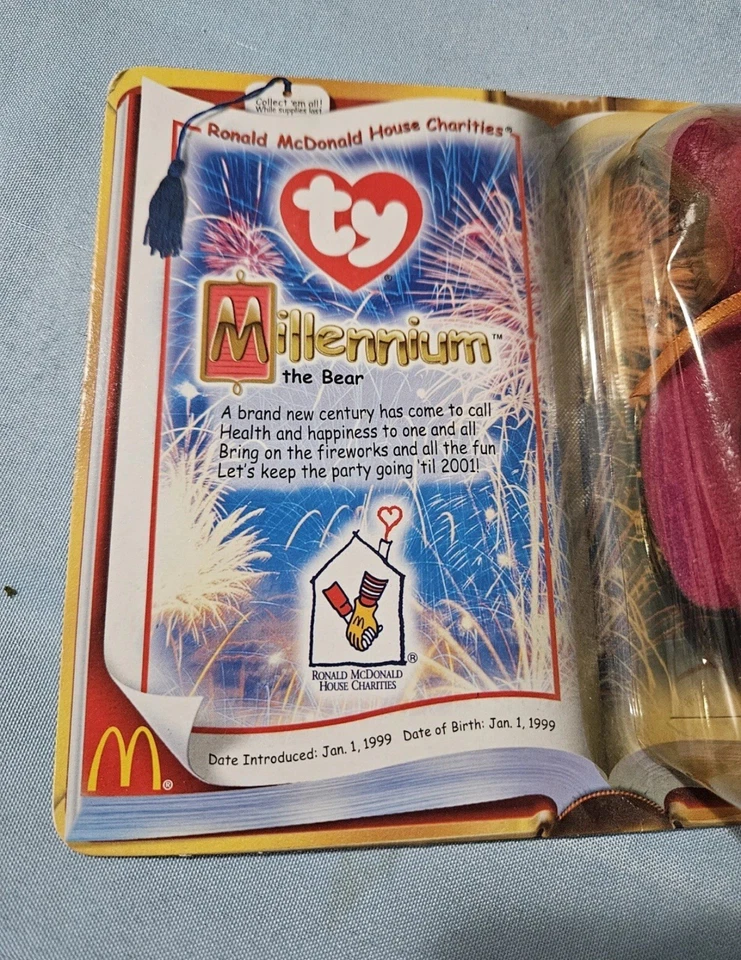 Collect 'em all!
While supplies last
Ronald McDonald House Charities®
ty®
Millennium™
the Bear
A brand new century has come to call
Health and happiness to one and all
Bring on the fireworks and all the fun
Let's keep the party going 'til 2001!
M
®
RONALD MCDONALD
HOUSE CHARITIES
Date Introduced: Jan. 1, 1999 Date of Birth: Jan. 1, 1999
M®